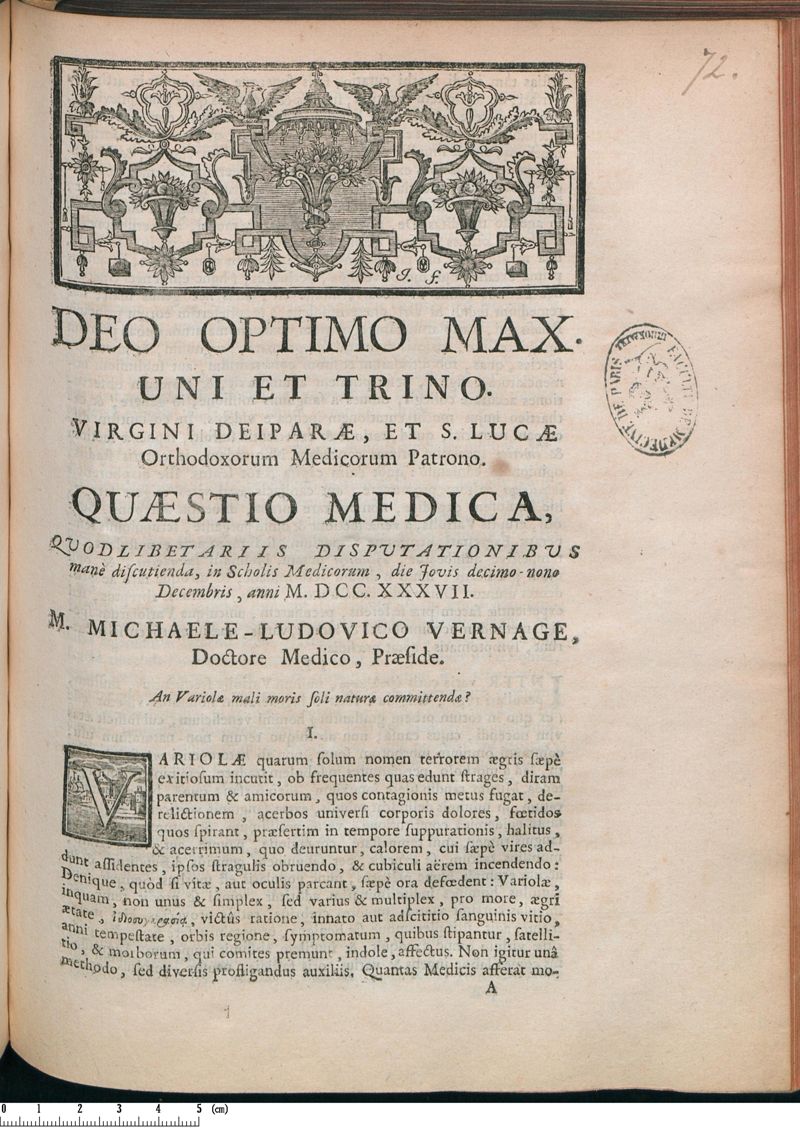 72.
J. f.
DEO OPTIMO MAX.
UNI ET TRINO.
VIRGINI DEIPARÆ, ET S. LUCÆ
Orthodoxorum Medicorum Patrono.
QUÆSTIO MEDICA,
QUODLIBETARIIS DISPUTATIONIBUS
manè diſcutienda, in Scholis Medicorum, die Jovis decimo-nono
Decembris, anni M. DCC. XXXVII.
M. MICHAELE-LUDOVICO VERNAGE,
Doctore Medico, Præſide.
An Variolæ mali moris ſoli naturæ committendæ?
I.
VARIOLÆ quarum ſolum nomen terrorem ægris ſæpè
exitioſum incutit, ob frequentes quas edunt ſtrages, diram
parentum & amicorum, quos contagionis metus fugat, de-
relictionem, acerbos univerſi corporis dolores, fœtidos
quos ſpirant, præſertim in tempore ſuppurationis, halitus,
& acerrimum, quo deuruntur, calorem, cui ſæpè vires ad-
dunt aſſidentes, ipſos ſtragulis obruendo, & cubiculi aërem incendendo:
Denique, quòd ſi vitæ, aut oculis parcant, ſæpè ora defœdent: Variolæ,
inquam, non unus & ſimplex, ſed varius & multiplex, pro more, ægri
ætate, ἰδιοσυγκρασίᾳ, victûs ratione, innato aut adſcititio ſanguinis vitio,
anni tempeſtate, orbis regione, ſymptomatum, quibus ſtipantur, ſatelli-
tio, & morborum, qui comites premunt, indole, affectus. Non igitur unâ
methodo, ſed diverſis profligandus auxiliis. Quantas Medicis afferat mo-
A
1
FACULTÉ DE MEDECINE DE PARIS
0 1 2 3 4 5 (cm)